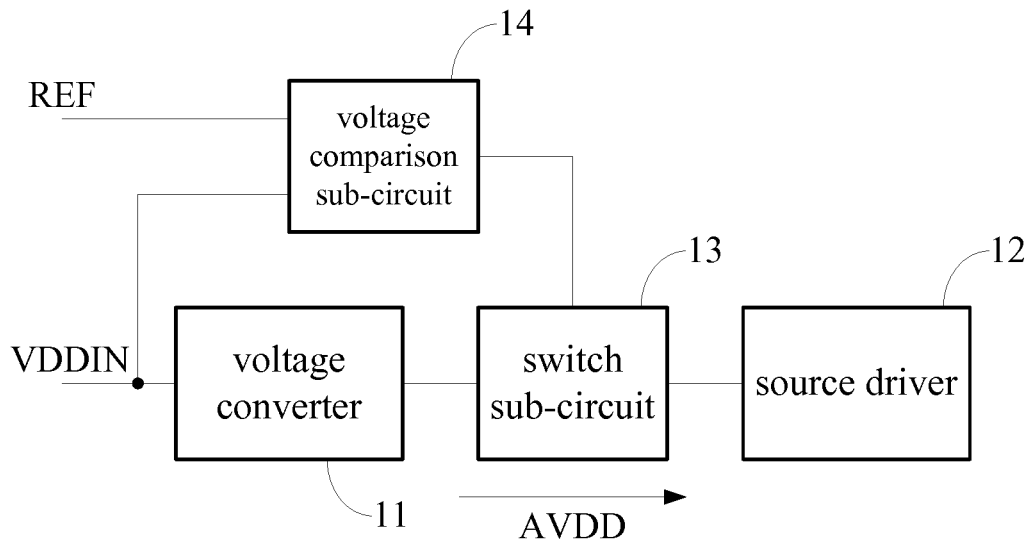 14
REF
voltage
comparison
sub-circuit
13
12
VDDIN
voltage
converter
switch
sub-circuit
source driver
11
AVDD